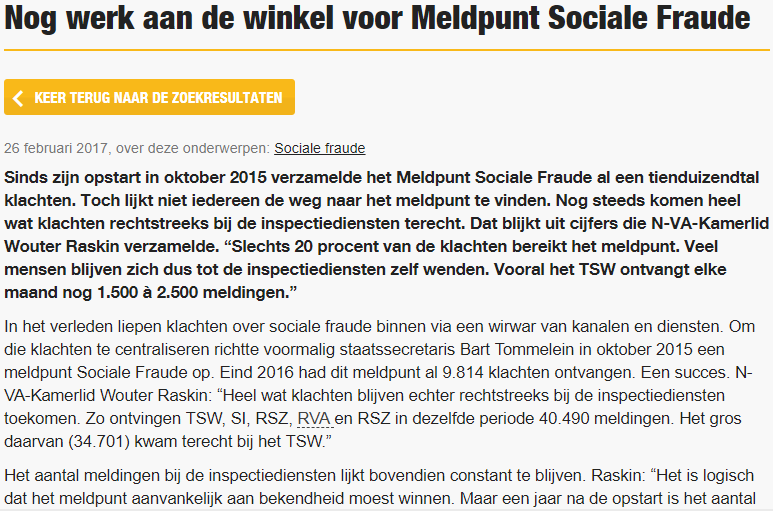 Nog werk aan de winkel voor Meldpunt Sociale Fraude
KEER TERUG NAAR DE ZOEKRESULTATEN
26 februari 2017, over deze onderwerpen: Sociale fraude
Sinds zijn opstart in oktober 2015 verzamelde het Meldpunt Sociale Fraude al een tienduizendtal
klachten. Toch lijkt niet iedereen de weg naar het meldpunt te vinden. Nog steeds komen heel
wat klachten rechtstreeks bij de inspectiediensten terecht. Dat blijkt uit cijfers die N-VA-Kamerlid
Wouter Raskin verzamelde. “Slechts 20 procent van de klachten bereikt het meldpunt. Veel
mensen blijven zich dus tot de inspectiediensten zelf wenden. Vooral het TSW ontvangt elke
maand nog 1.500 à 2.500 meldingen.”
In het verleden liepen klachten over sociale fraude binnen via een wirwar van kanalen en diensten. Om
die klachten te centraliseren richtte voormalig staatssecretaris Bart Tommelein in oktober 2015 een
meldpunt Sociale Fraude op. Eind 2016 had dit meldpunt al 9.814 klachten ontvangen. Een succes. N-
VA-Kamerlid Wouter Raskin: “Heel wat klachten blijven echter rechtstreeks bij de inspectiediensten
toekomen. Zo ontvingen TSW, SI, RSZ, RVA en RSZ in dezelfde periode 40.490 meldingen. Het gros
daarvan (34.701) kwam terecht bij het TSW.”
Het aantal meldingen bij de inspectiediensten lijkt bovendien constant te blijven. Raskin: “Het is logisch
dat het meldpunt aanvankelijk aan bekendheid moest winnen. Maar een jaar na de opstart is het aantal